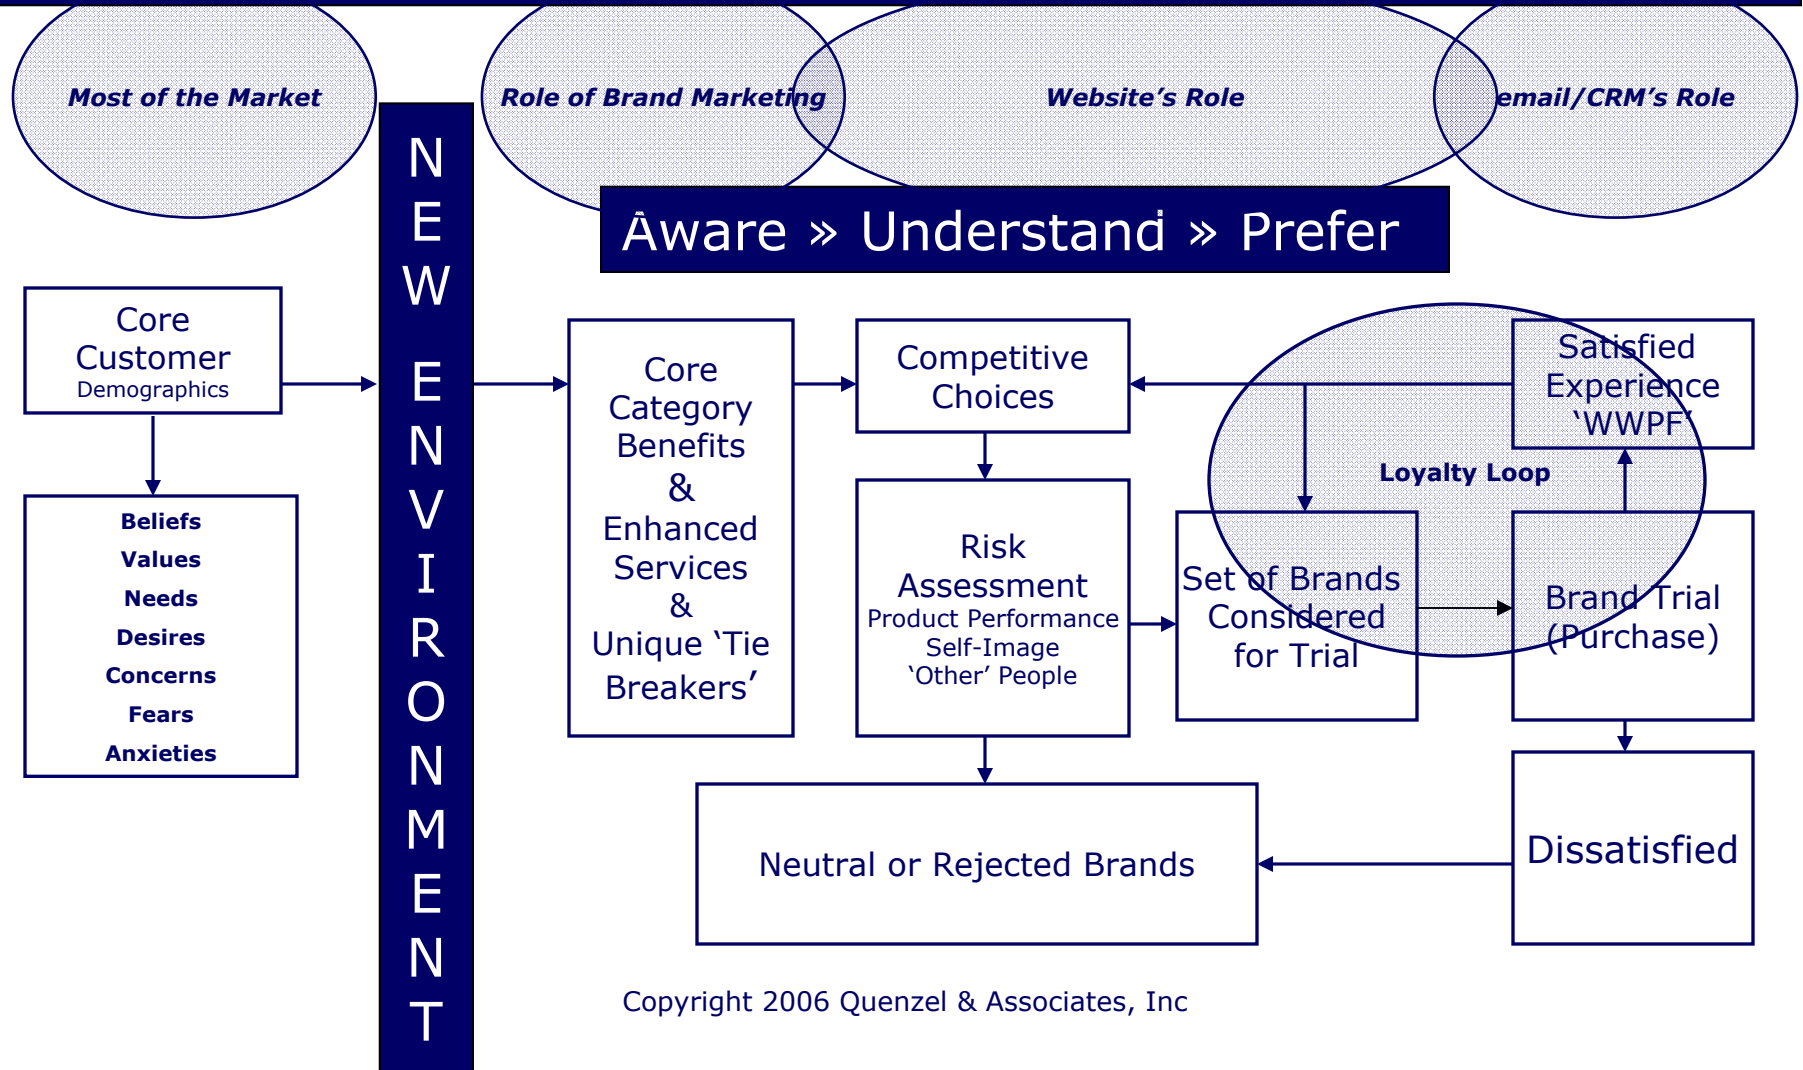 Most of the Market
Role of Brand Marketing
Website’s Role
email/CRM’s Role
N
E
W
E
N
V
I
R
O
N
M
E
N
T
Aware » Understand » Prefer
Core
Customer
Demographics
Beliefs
Values
Needs
Desires
Concerns
Fears
Anxieties
Core
Category
Benefits
&
Enhanced
Services
&
Unique ‘Tie
Breakers’
Competitive
Choices
Risk
Assessment
Product Performance
Self-Image
‘Other’ People
Set of Brands
Considered
for Trial
Loyalty Loop
Satisfied
Experience
‘WWPF’
Brand Trial
(Purchase)
Dissatisfied
Neutral or Rejected Brands
Copyright 2006 Quenzel & Associates, Inc